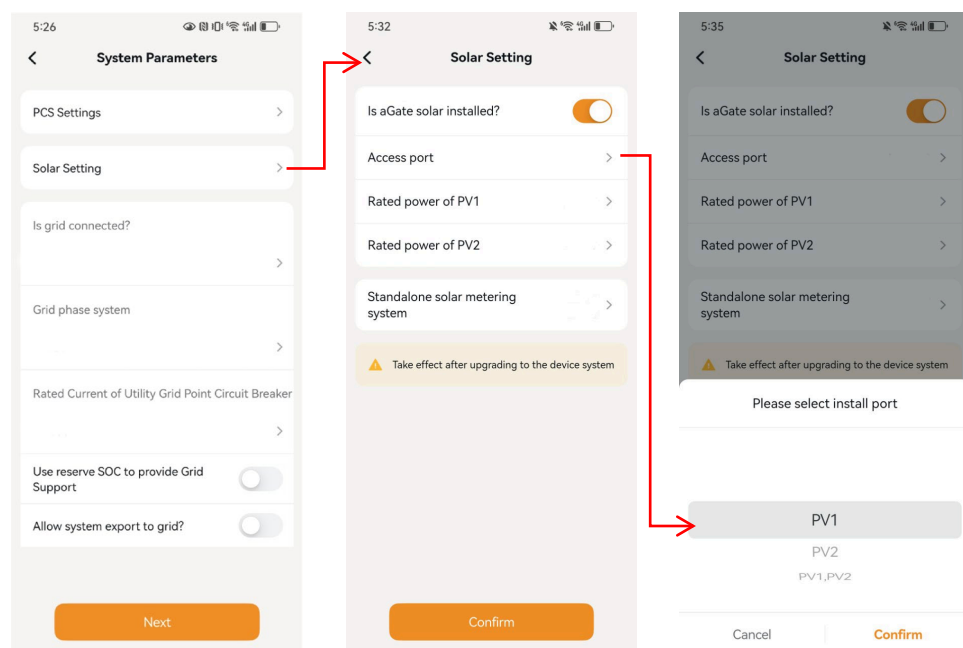 5:26
System Parameters
PCS Settings
Solar Setting
Is grid connected?
Grid phase system
Rated Current of Utility Grid Point Circuit Breaker
Use reserve SOC to provide Grid
Support
Allow system export to grid?
Next
5:32
Solar Setting
Is aGate solar installed?
Access port
Rated power of PV1
Rated power of PV2
Standalone solar metering
system
Take effect after upgrading to the device system
Confirm
5:35
Solar Setting
Is aGate solar installed?
Access port
Rated power of PV1
Rated power of PV2
Standalone solar metering
system
Take effect after upgrading to the device system
Please select install port
PV1
PV2
PV1,PV2
Cancel
Confirm